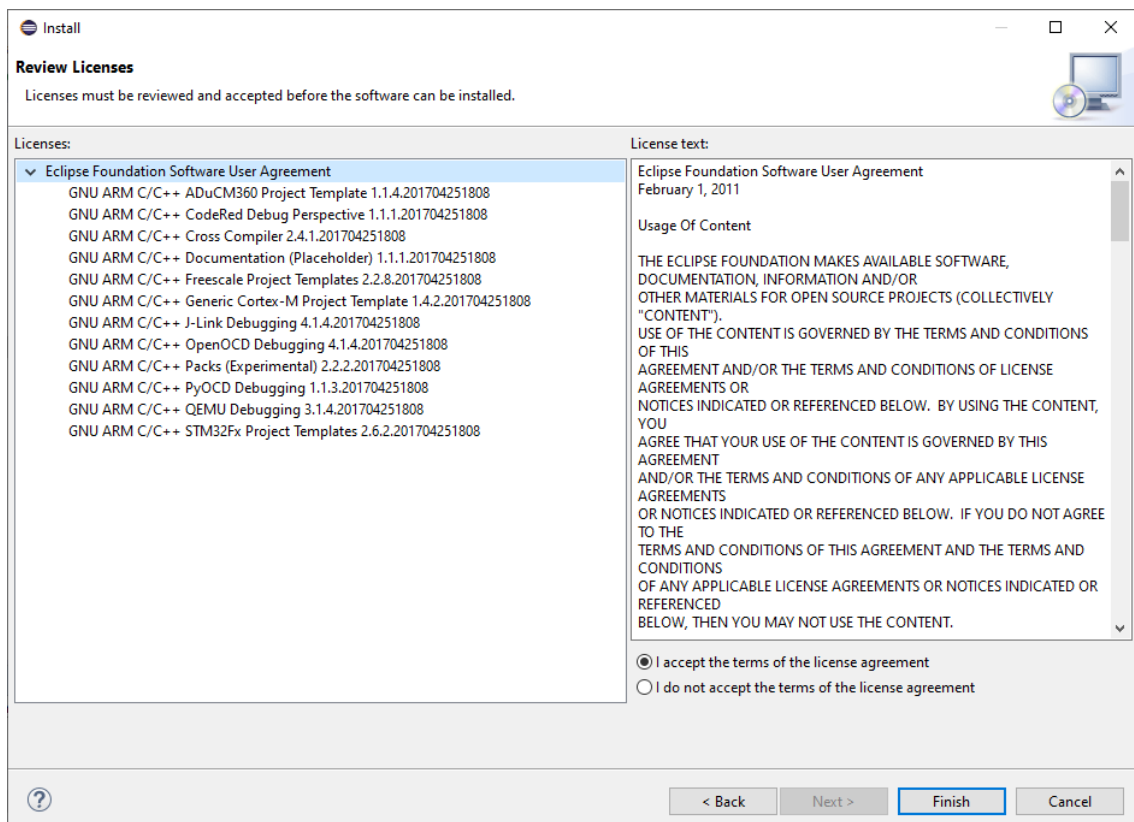 Install
Review Licenses
Licenses must be reviewed and accepted before the software can be installed.
Licenses:
Eclipse Foundation Software User Agreement
GNU ARM C/C++ ADuCM360 Project Template 1.1.4.201704251808
GNU ARM C/C++ CodeRed Debug Perspective 1.1.1.201704251808
GNU ARM C/C++ Cross Compiler 2.4.1.201704251808
GNU ARM C/C++ Documentation (Placeholder) 1.1.1.201704251808
GNU ARM C/C++ Freescale Project Templates 2.2.8.201704251808
GNU ARM C/C++ Generic Cortex-M Project Template 1.4.2.201704251808
GNU ARM C/C++ J-Link Debugging 4.1.4.201704251808
GNU ARM C/C++ OpenOCD Debugging 4.1.4.201704251808
GNU ARM C/C++ Packs (Experimental) 2.2.2.201704251808
GNU ARM C/C++ PyOCD Debugging 1.1.3.201704251808
GNU ARM C/C++ QEMU Debugging 3.1.4.201704251808
GNU ARM C/C++ STM32Fx Project Templates 2.6.2.201704251808
License text:
Eclipse Foundation Software User Agreement
February 1, 2011
Usage Of Content
THE ECLIPSE FOUNDATION MAKES AVAILABLE SOFTWARE,
DOCUMENTATION, INFORMATION AND/OR
OTHER MATERIALS FOR OPEN SOURCE PROJECTS (COLLECTIVELY
"CONTENT").
USE OF THE CONTENT IS GOVERNED BY THE TERMS AND CONDITIONS
OF THIS
AGREEMENT AND/OR THE TERMS AND CONDITIONS OF LICENSE
AGREEMENTS OR
NOTICES INDICATED OR REFERENCED BELOW.  BY USING THE CONTENT,
YOU
AGREE THAT YOUR USE OF THE CONTENT IS GOVERNED BY THIS
AGREEMENT
AND/OR THE TERMS AND CONDITIONS OF ANY APPLICABLE LICENSE
AGREEMENTS
OR NOTICES INDICATED OR REFERENCED BELOW.  IF YOU DO NOT AGREE
TO THE
TERMS AND CONDITIONS OF THIS AGREEMENT AND THE TERMS AND
CONDITIONS
OF ANY APPLICABLE LICENSE AGREEMENTS OR NOTICES INDICATED OR
REFERENCED
BELOW, THEN YOU MAY NOT USE THE CONTENT.
I accept the terms of the license agreement
I do not accept the terms of the license agreement
?
< Back
Next >
Finish
Cancel